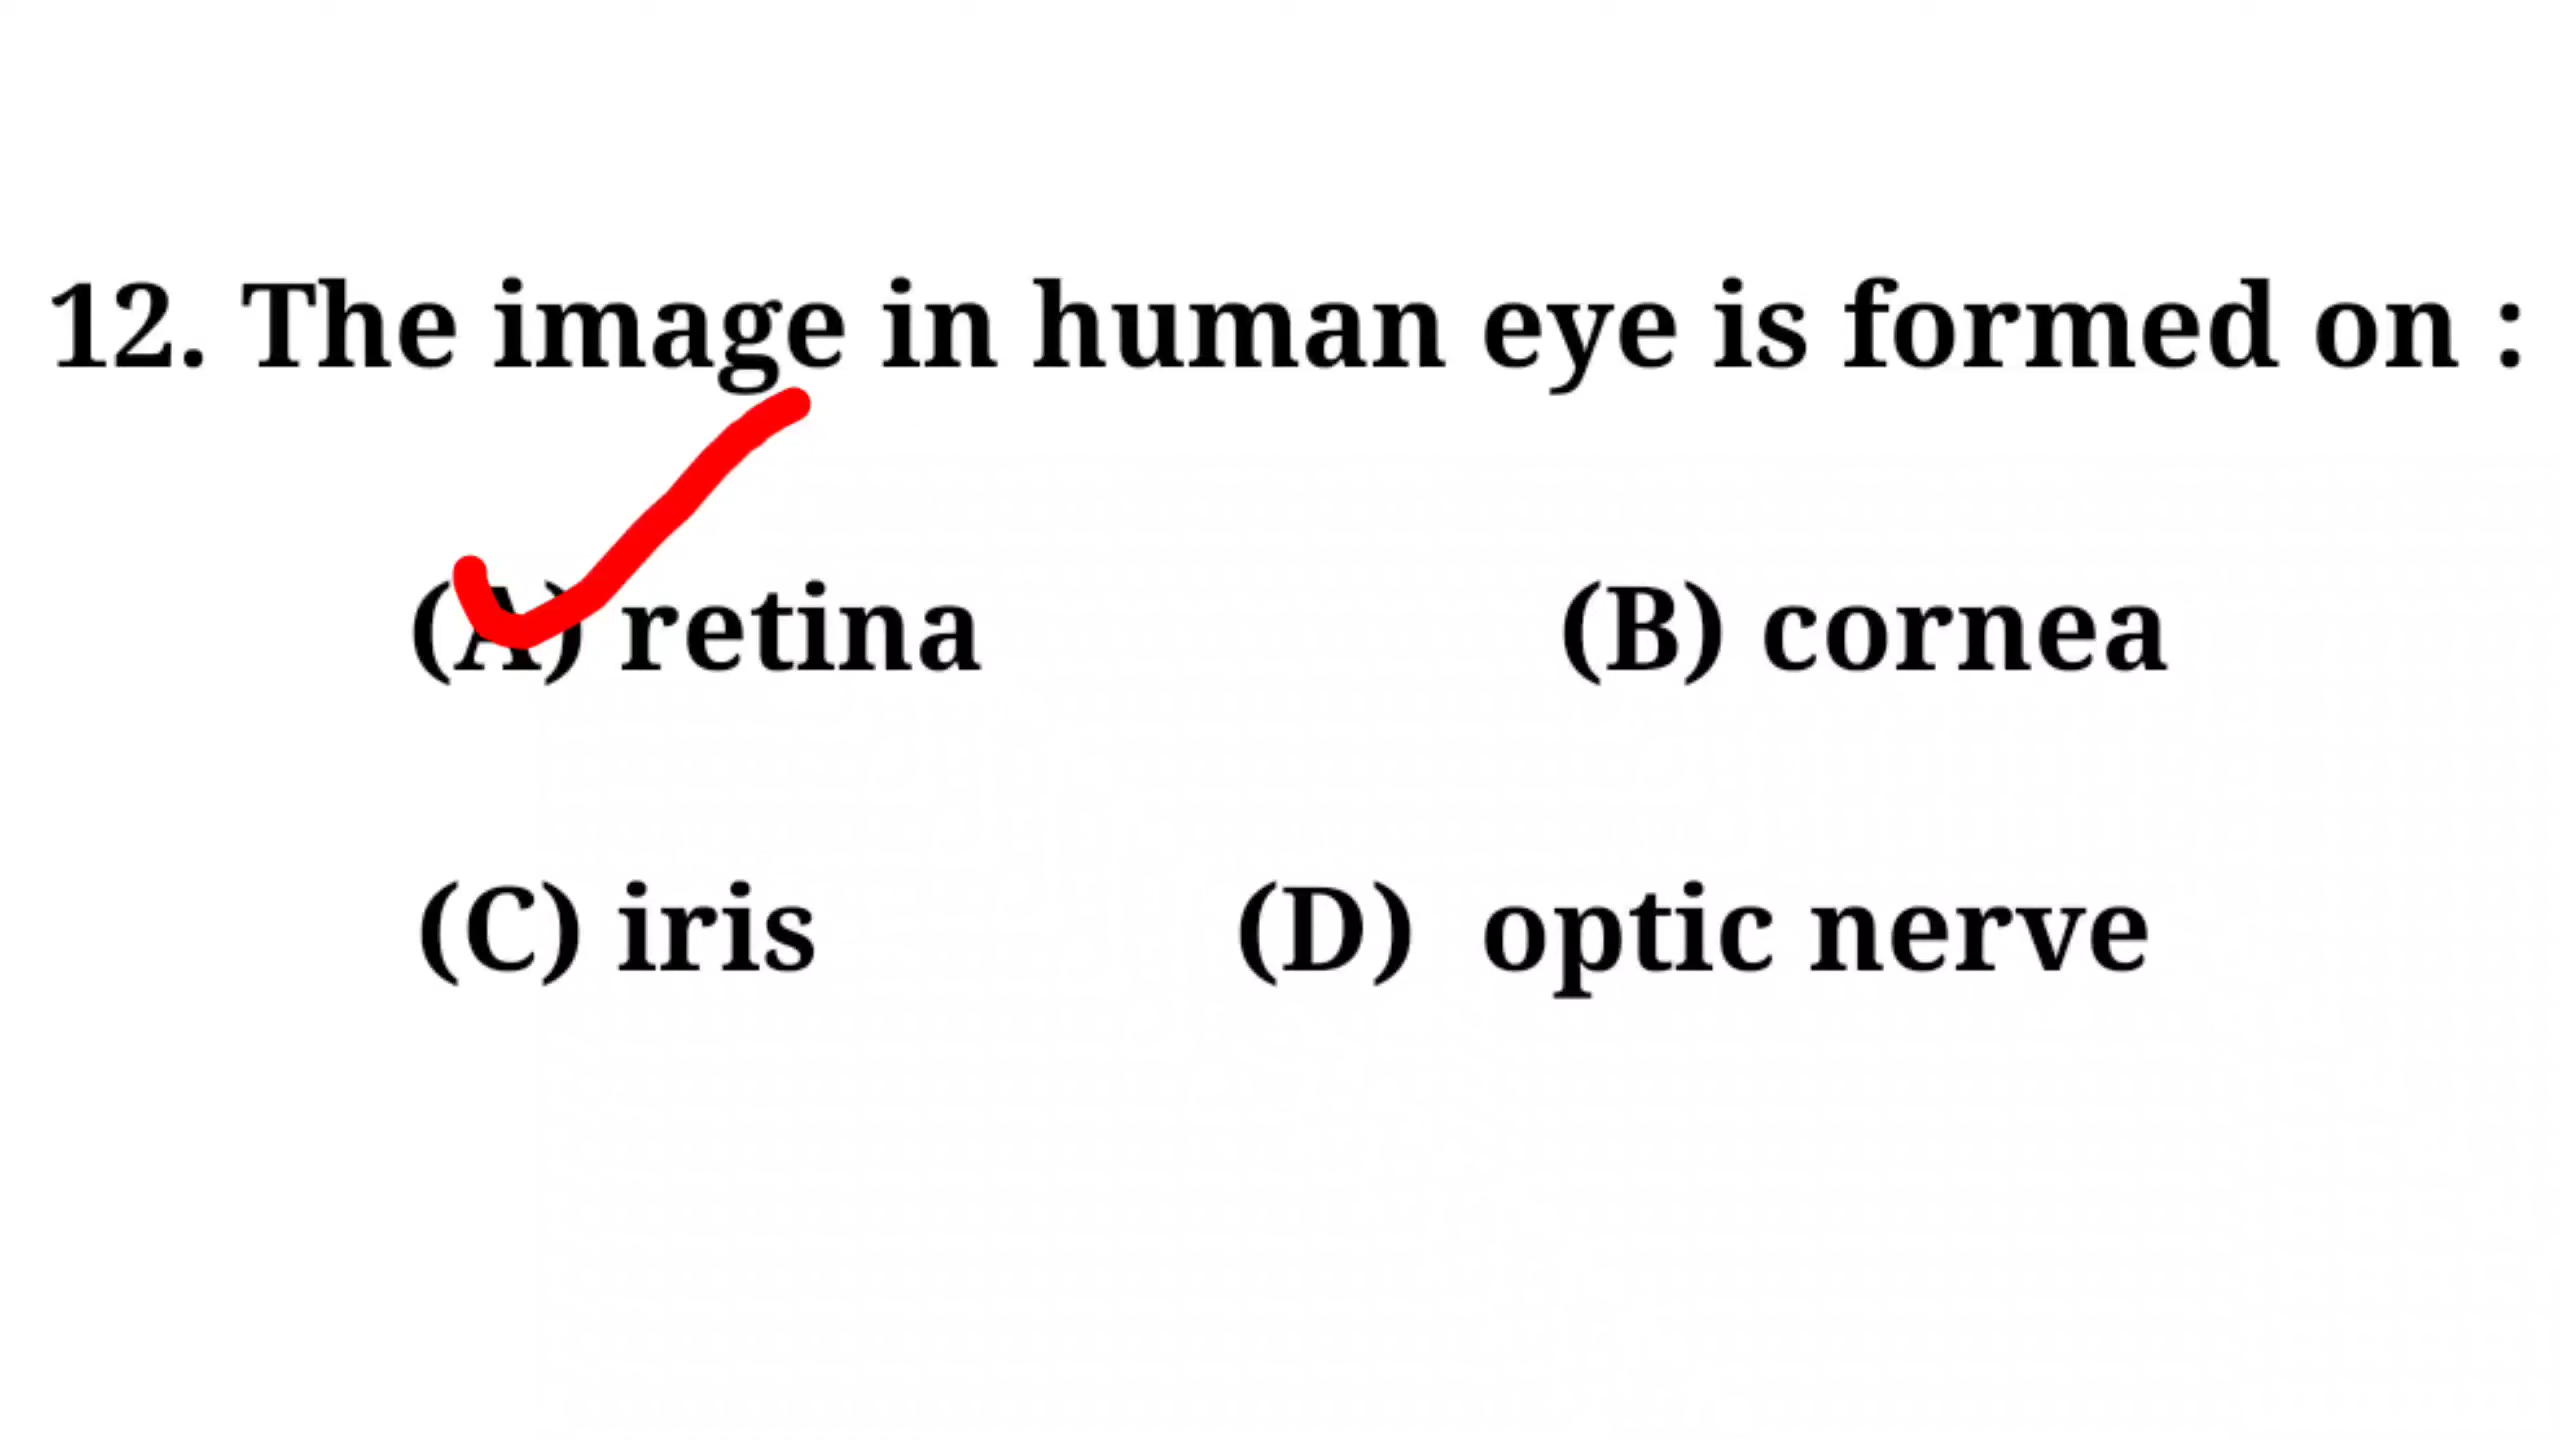 12. The image in human eye is formed on :
(A) retina (B) cornea
(C) iris (D) optic nerve